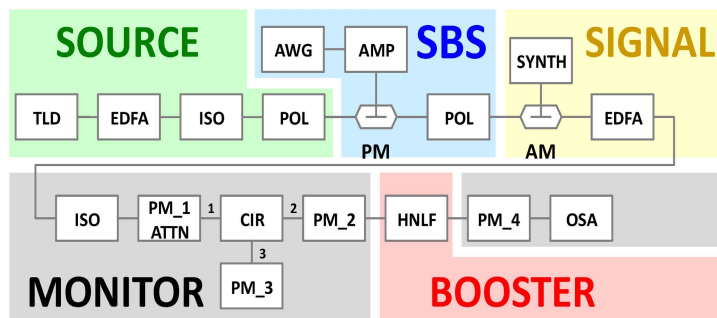 SOURCE
SBS
SIGNAL
AWG
AMP
SYNTH
TLD
EDFA
ISO
POL
PM
POL
AM
EDFA
ISO
PM_1
ATTN
1
CIR
2
PM_2
HNLF
PM_4
OSA
3
PM_3
MONITOR
BOOSTER